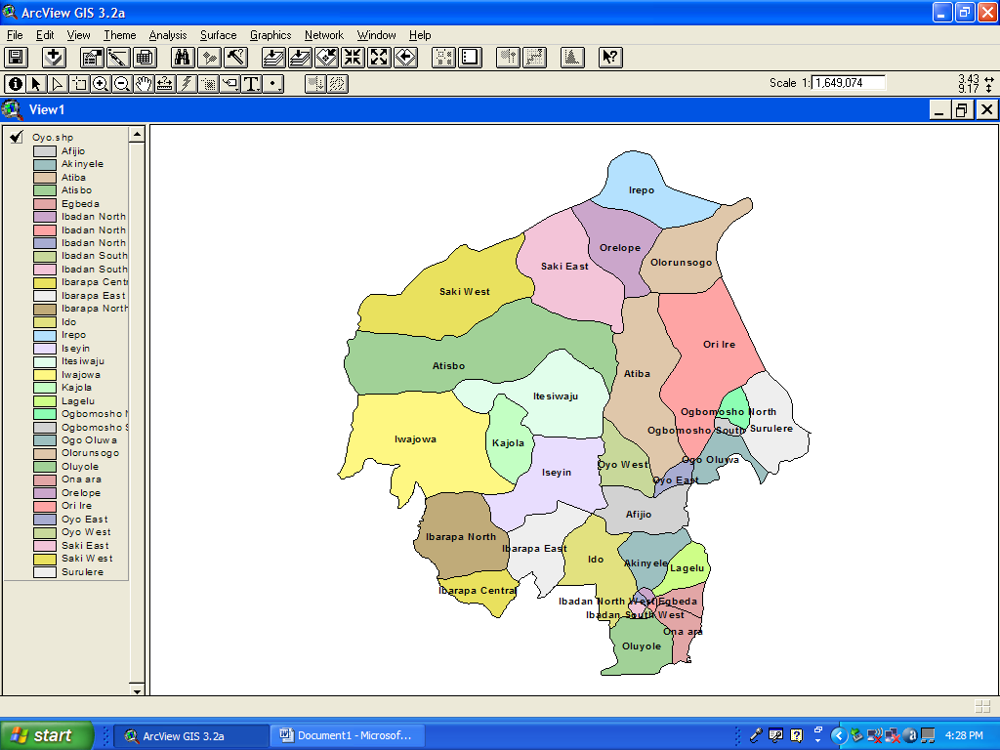 ArcView GIS 3.2a
File Edit View Theme Analysis Surface Graphics Network Window Help
Scale 1: 1,649,074
3.43
9.17
View1
Oyo.shp
Afijio
Akinyele
Atiba
Atisbo
Egbeda
Ibadan North
Ibadan North
Ibadan North
Ibadan South
Ibadan South
Ibarapa Centr
Ibarapa East
Ibarapa North
Ido
Irepo
Iseyin
Itesiwaju
Iwajowa
Kajola
Lagelu
Ogbomosho N
Ogbomosho S
Ogo Oluwa
Olorunsogo
Oluyole
Ona ara
Orelope
Ori Ire
Oyo East
Oyo West
Saki East
Saki West
Surulere
Irepo
Orelope
Olorunsogo
Saki East
Saki West
Ori Ire
Atisbo
Atiba
Itesiwaju
Ogbomosho North
Ogbomosho South
Surulere
Iwajowa
Kajola
Ogo Oluwa
Oyo West
Iseyin
Oyo East
Afijio
Ibarapa North
Ibarapa East
Ido
Akinyele
Lagelu
Ibarapa Central
Ibadan North West
Egbeda
Ibadan South West
Ona ara
Oluyole
start
ArcView GIS 3.2a
Document1 - Microsof...
4:28 PM